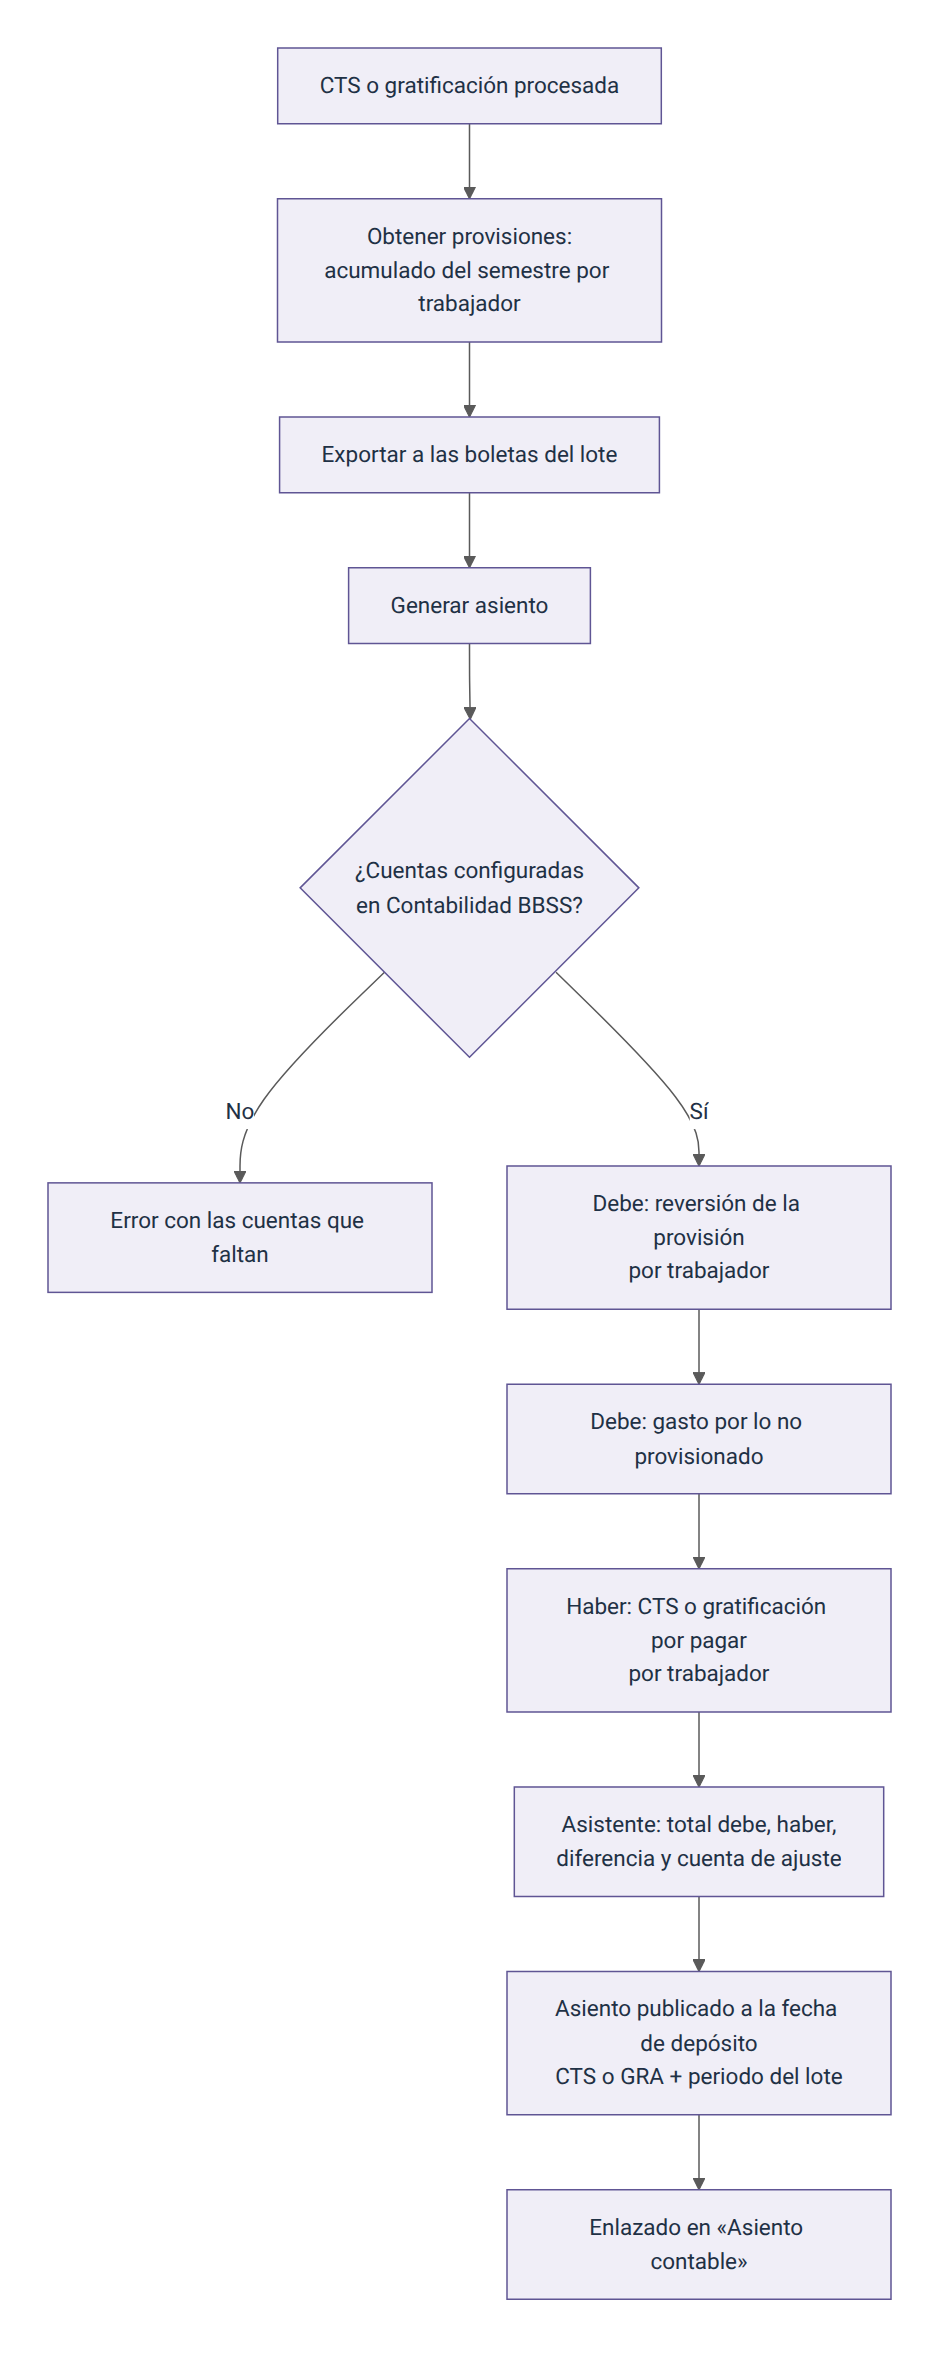 CTS o gratificación procesada
Obtener provisiones:
acumulado del semestre por
trabajador
Exportar a las boletas del lote
Generar asiento
¿Cuentas configuradas
en Contabilidad BBSS?
No
Sí
Error con las cuentas que
faltan
Debe: reversión de la
provisión
por trabajador
Debe: gasto por lo no
provisionado
Haber: CTS o gratificación
por pagar
por trabajador
Asistente: total debe, haber,
diferencia y cuenta de ajuste
Asiento publicado a la fecha
de depósito
CTS o GRA + periodo del lote
Enlazado en «Asiento
contable»